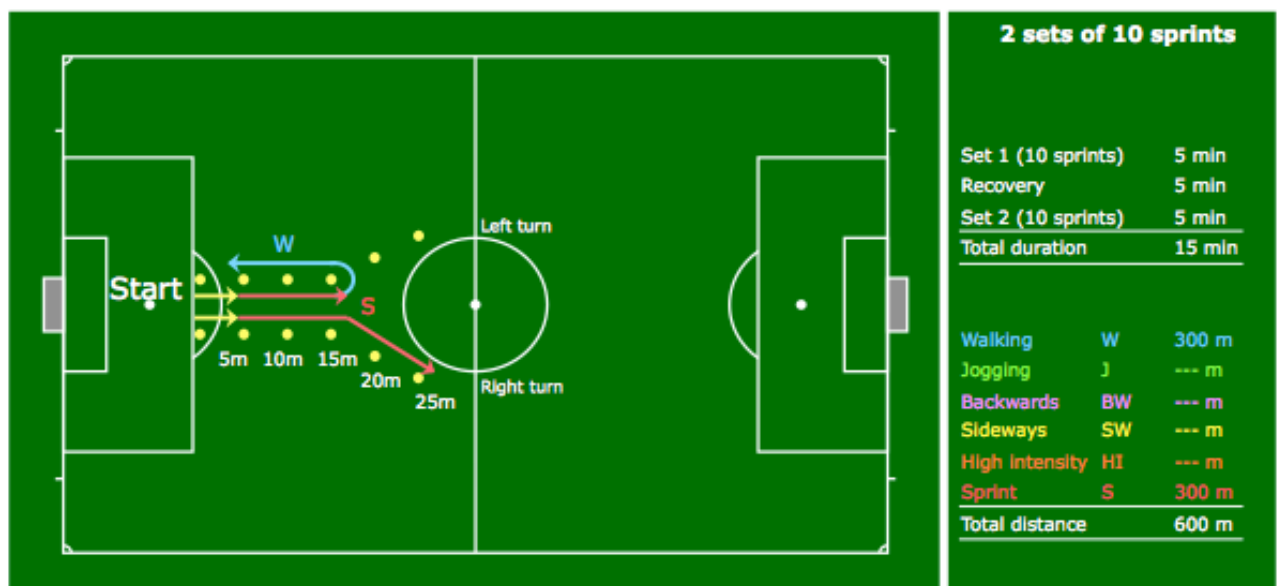 2 sets of 10 sprints
Set 1 (10 sprints) 5 min
Recovery 5 min
Set 2 (10 sprints) 5 min
Total duration 15 min
Left turn
W
Start
S
5m 10m 15m
20m
25m
Right turn
Walking W 300 m
Jogging J --- m
Backwards BW --- m
Sideways SW --- m
High intensity HI --- m
Sprint S 300 m
Total distance 600 m